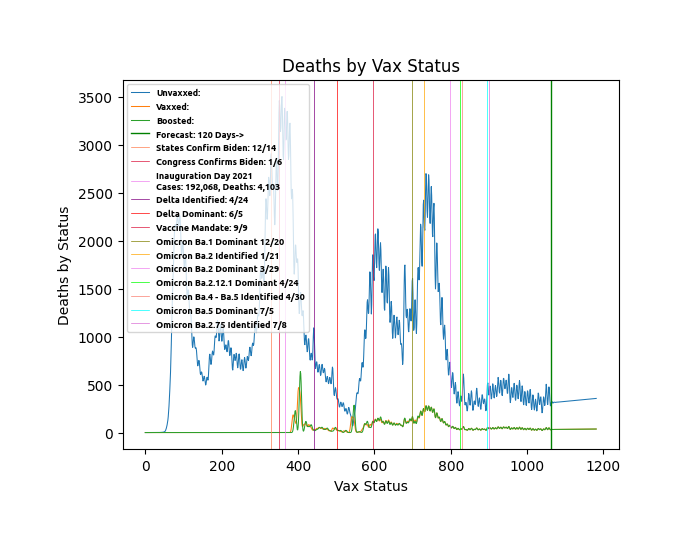 Deaths by Vax Status
3500
3000
2500
2000
1500
1000
500
0
Deaths by Status
Unvaxxed:
Vaxxed:
Boosted:
Forecast: 120 Days->
States Confirm Biden: 12/14
Congress Confirms Biden: 1/6
Inauguration Day 2021
Cases: 192,068, Deaths: 4,103
Delta Identified: 4/24
Delta Dominant: 6/5
Vaccine Mandate: 9/9
Omicron Ba.1 Dominant 12/20
Omicron Ba.2 Identified 1/21
Omicron Ba.2 Dominant 3/29
Omicron Ba.2.12.1 Dominant 4/24
Omicron Ba.4 - Ba.5 Identified 4/30
Omicron Ba.5 Dominant 7/5
Omicron Ba.2.75 Identified 7/8
0 200 400 600 800 1000 1200
Vax Status